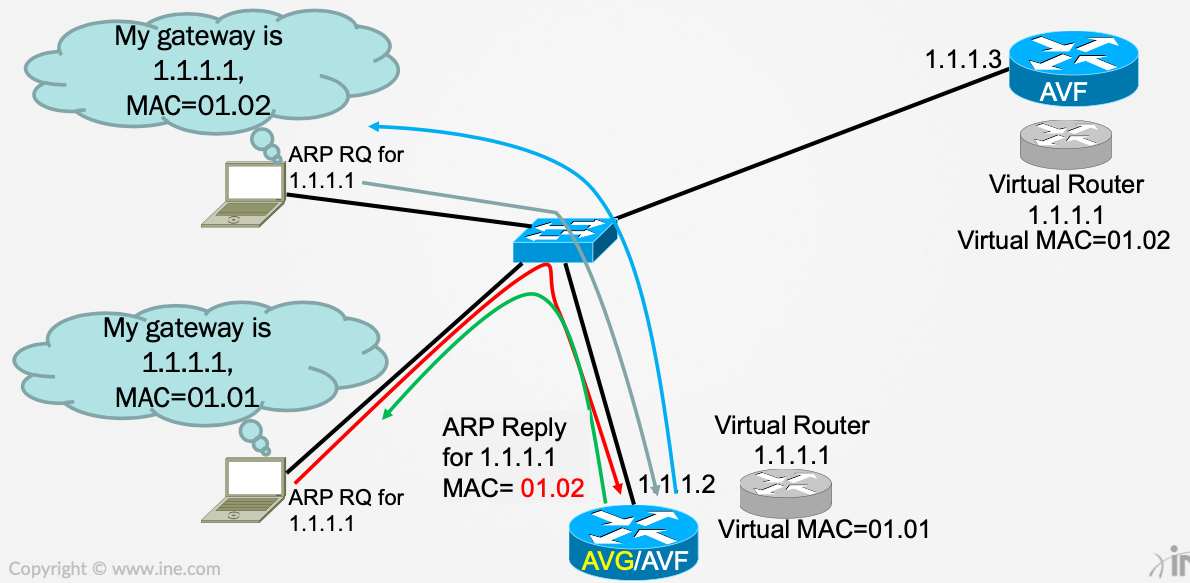 My gateway is
1.1.1.1,
MAC=01.02
1.1.1.3
AVF
ARP RQ for
1.1.1.1
Virtual Router
1.1.1.1
Virtual MAC=01.02
My gateway is
1.1.1.1,
MAC=01.01
ARP Reply
for 1.1.1.1
MAC= 01.02
Virtual Router
1.1.1.1
1.1.1.2
ARP RQ for
1.1.1.1
Virtual MAC=01.01
AVG/AVF
Copyright © www.ine.com